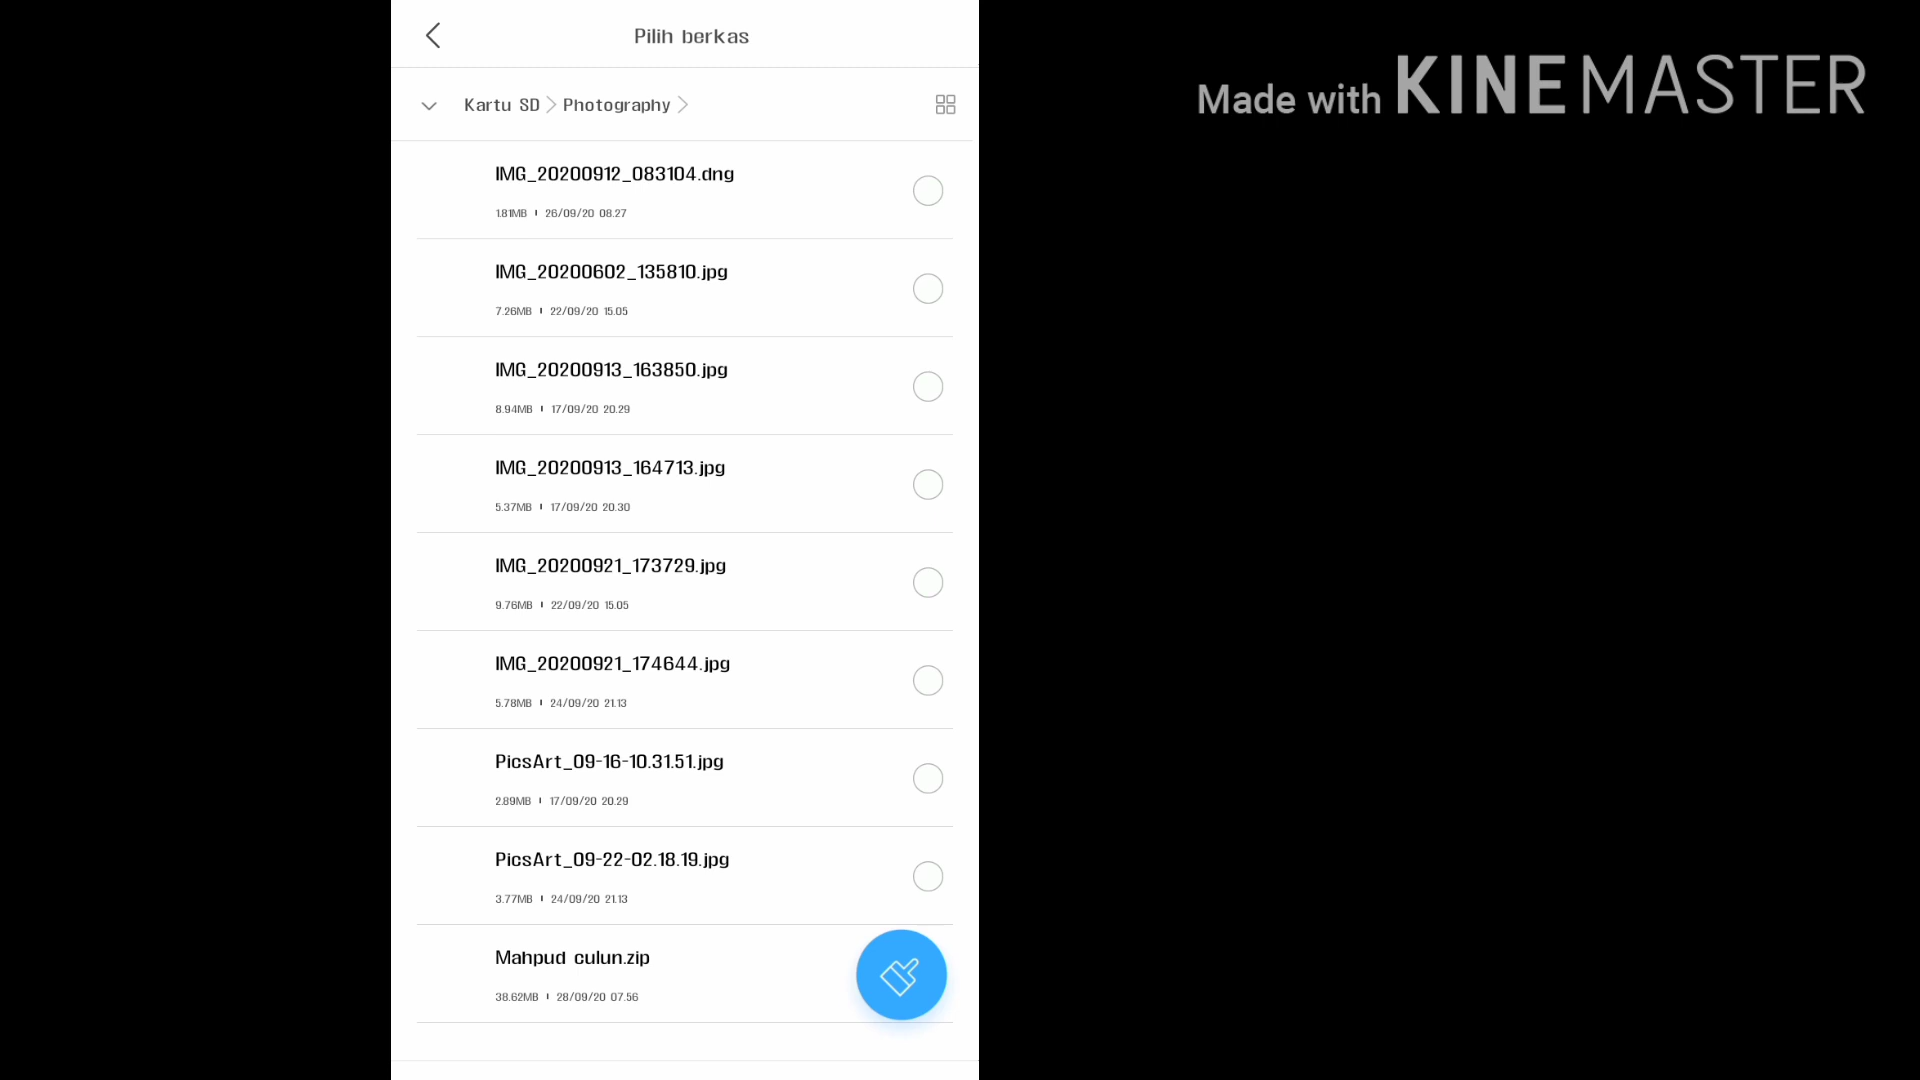 Pilih berkas
Made with KINEMASTER
Kartu SD > Photography >
IMG_20200912_083104.dng
1.81MB | 26/09/20 08.27
IMG_20200602_135810.jpg
7.26MB | 22/09/20 15.05
IMG_20200913_163850.jpg
8.94MB | 17/09/20 20.29
IMG_20200913_164713.jpg
5.37MB | 17/09/20 20.30
IMG_20200921_173729.jpg
9.76MB | 22/09/20 15.05
IMG_20200921_174644.jpg
5.78MB | 24/09/20 21.13
PicsArt_09-16-10.31.51.jpg
2.89MB | 17/09/20 20.29
PicsArt_09-22-02.18.19.jpg
3.77MB | 24/09/20 21.13
Mahpud culun.zip
38.62MB | 28/09/20 07.56